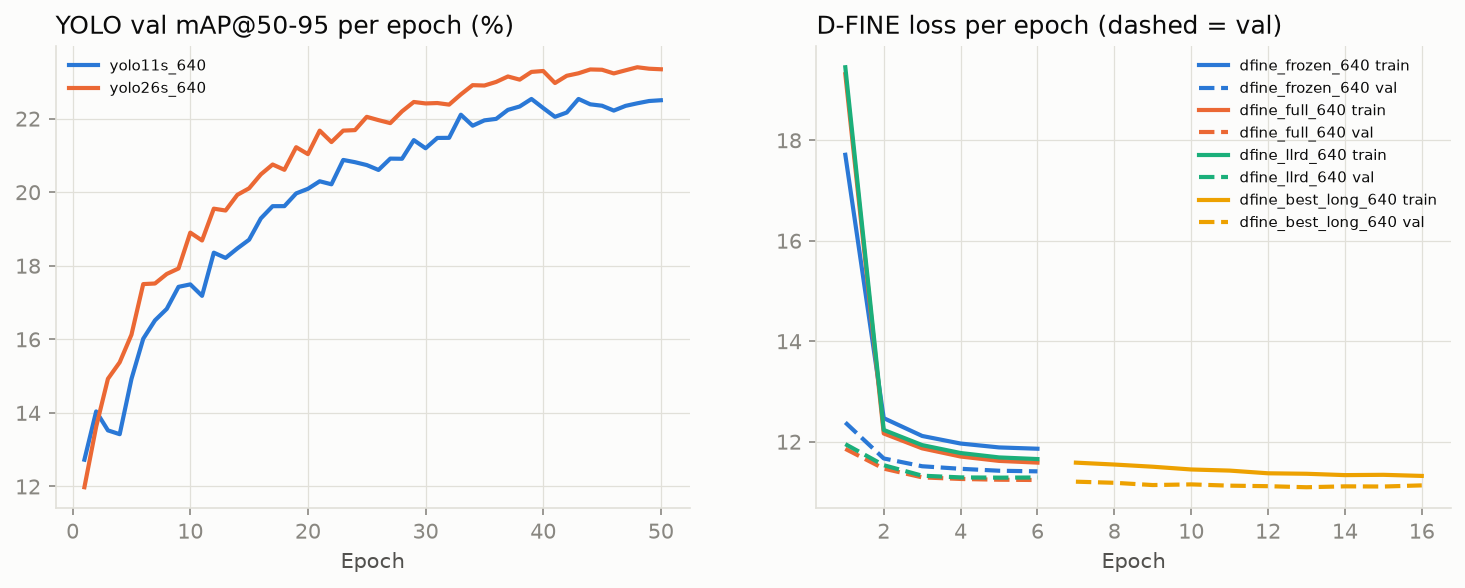 YOLO val mAP@50-95 per epoch (%)
yolo11s_640
yolo26s_640
22
20
18
16
14
12
0 10 20 30 40 50
Epoch
D-FINE loss per epoch (dashed = val)
dfine_frozen_640 train
dfine_frozen_640 val
dfine_full_640 train
dfine_full_640 val
dfine_llrd_640 train
dfine_llrd_640 val
dfine_best_long_640 train
dfine_best_long_640 val
18
16
14
12
2 4 6 8 10 12 14 16
Epoch